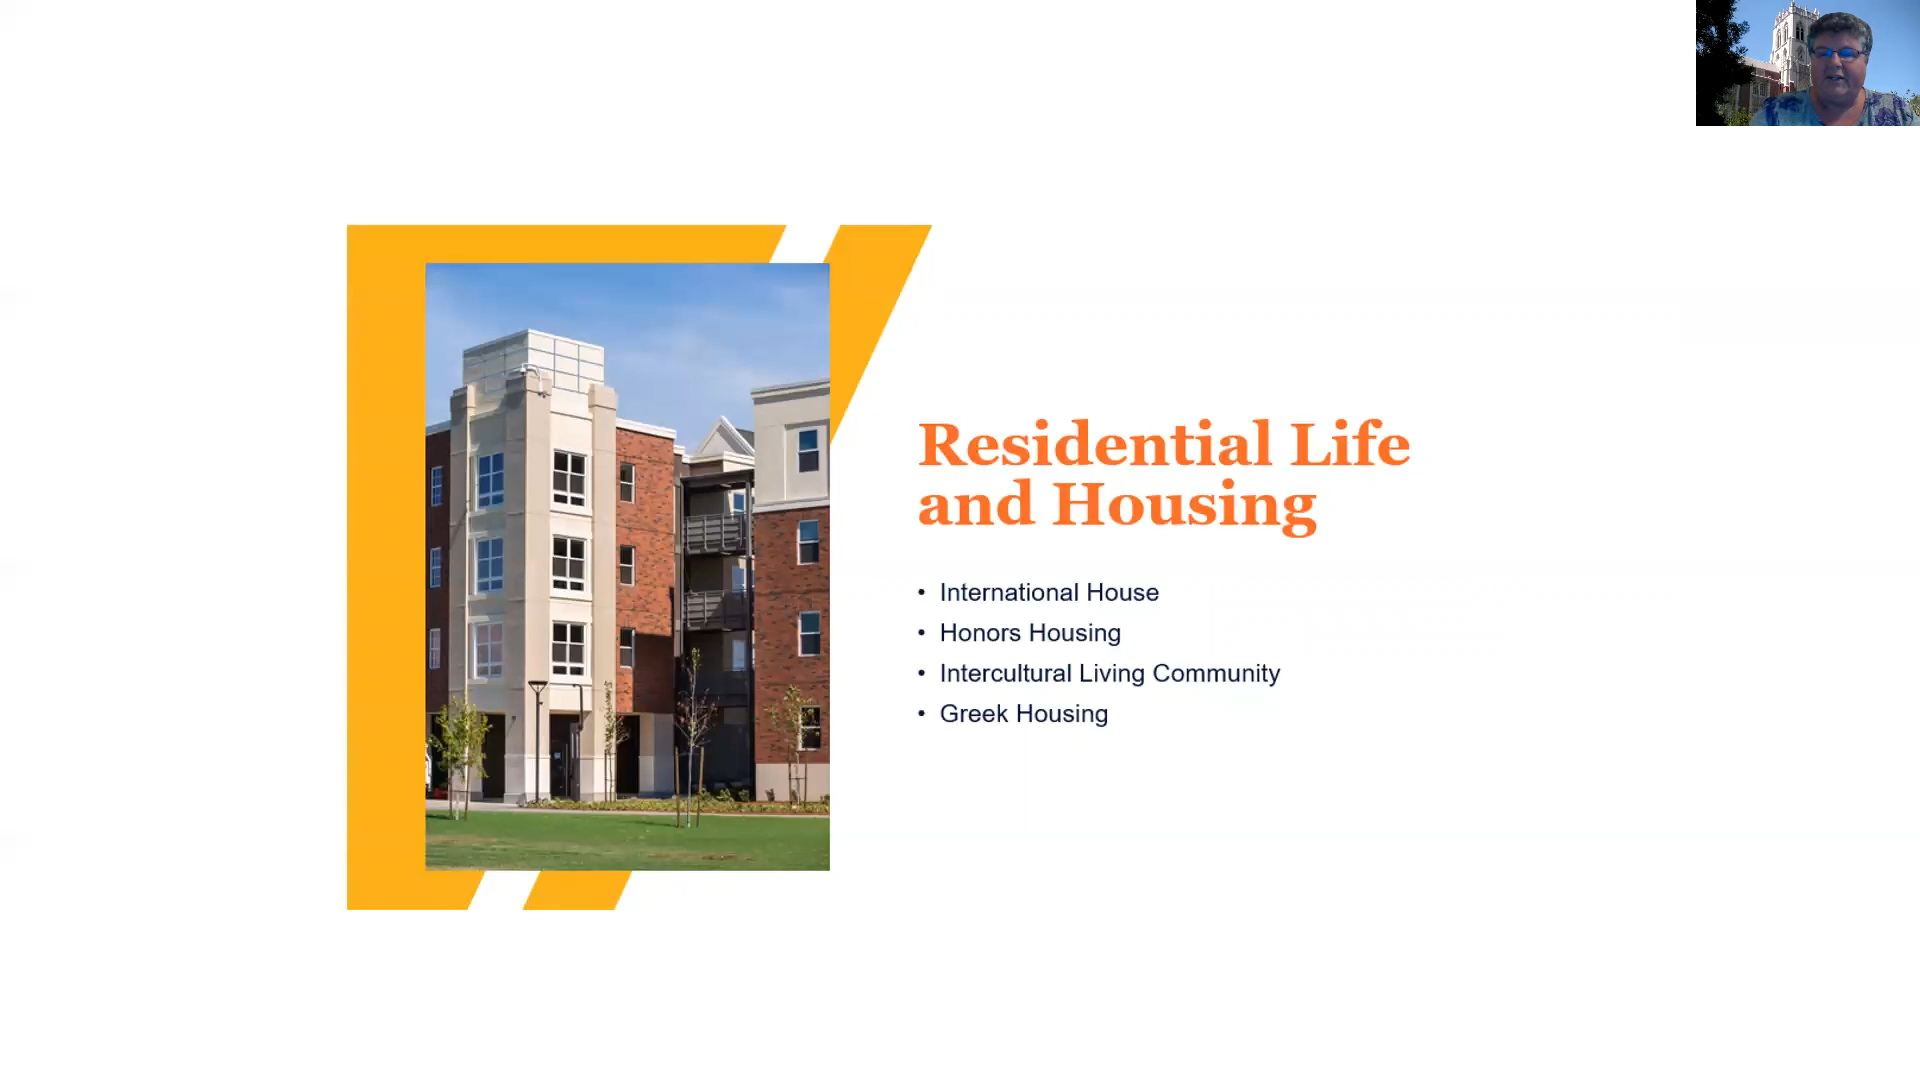 Residential Life
and Housing
• International House
• Honors Housing
• Intercultural Living Community
• Greek Housing